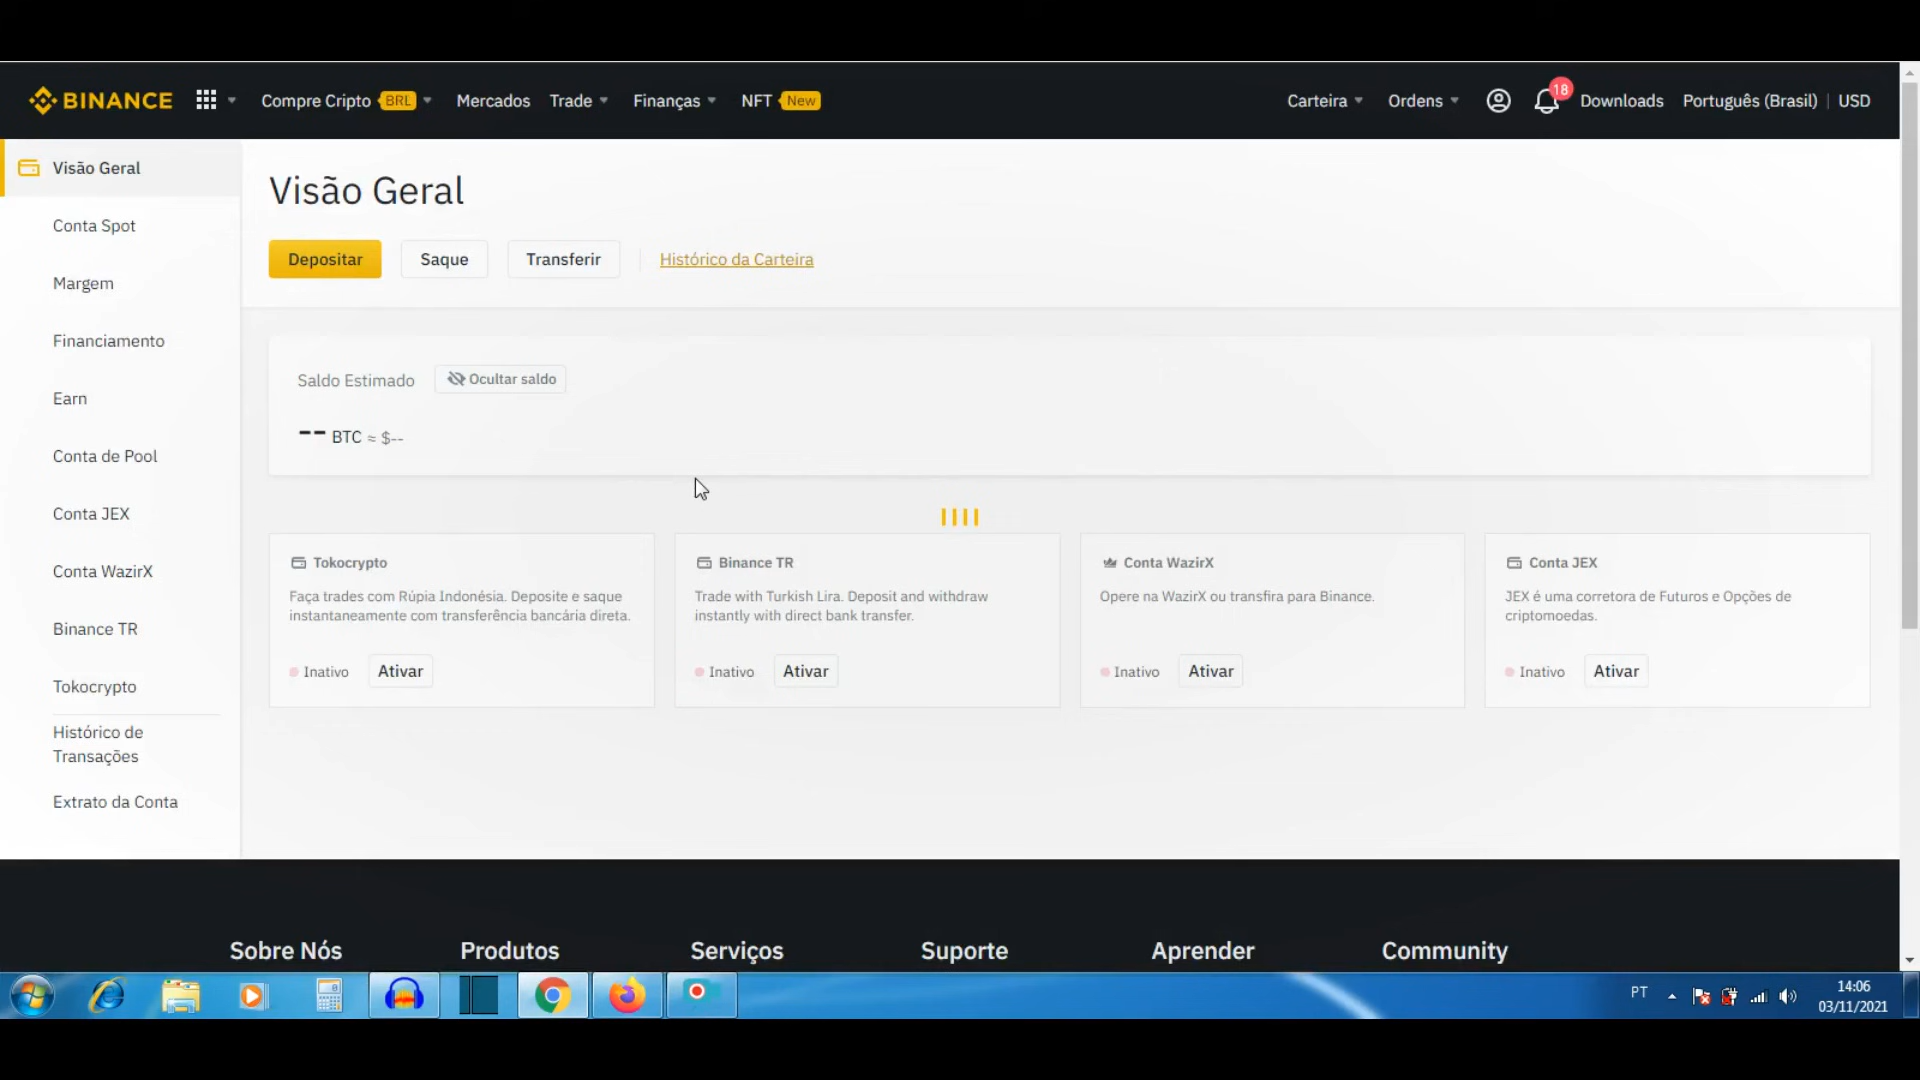 BINANCE
Compre Cripto BRL
Mercados
Trade
Finanças
NFT New
Carteira
Ordens
18
Downloads
Português (Brasil) | USD
Visão Geral
Conta Spot
Margem
Financiamento
Earn
Conta de Pool
Conta JEX
Conta WazirX
Binance TR
Tokocrypto
Histórico de
Transações
Extrato da Conta
Visão Geral
Depositar
Saque
Transferir
Histórico da Carteira
Saldo Estimado
Ocultar saldo
-- BTC ≈ $--
Tokocrypto
Faça trades com Rúpia Indonésia. Deposite e saque
instantaneamente com transferência bancária direta.
Inativo
Ativar
Binance TR
Trade with Turkish Lira. Deposit and withdraw
instantly with direct bank transfer.
Inativo
Ativar
Conta WazirX
Opere na WazirX ou transfira para Binance.
Inativo
Ativar
Conta JEX
JEX é uma corretora de Futuros e Opções de
criptomoedas.
Inativo
Ativar
Sobre Nós
Produtos
Serviços
Suporte
Aprender
Community
PT
14:06
03/11/2021